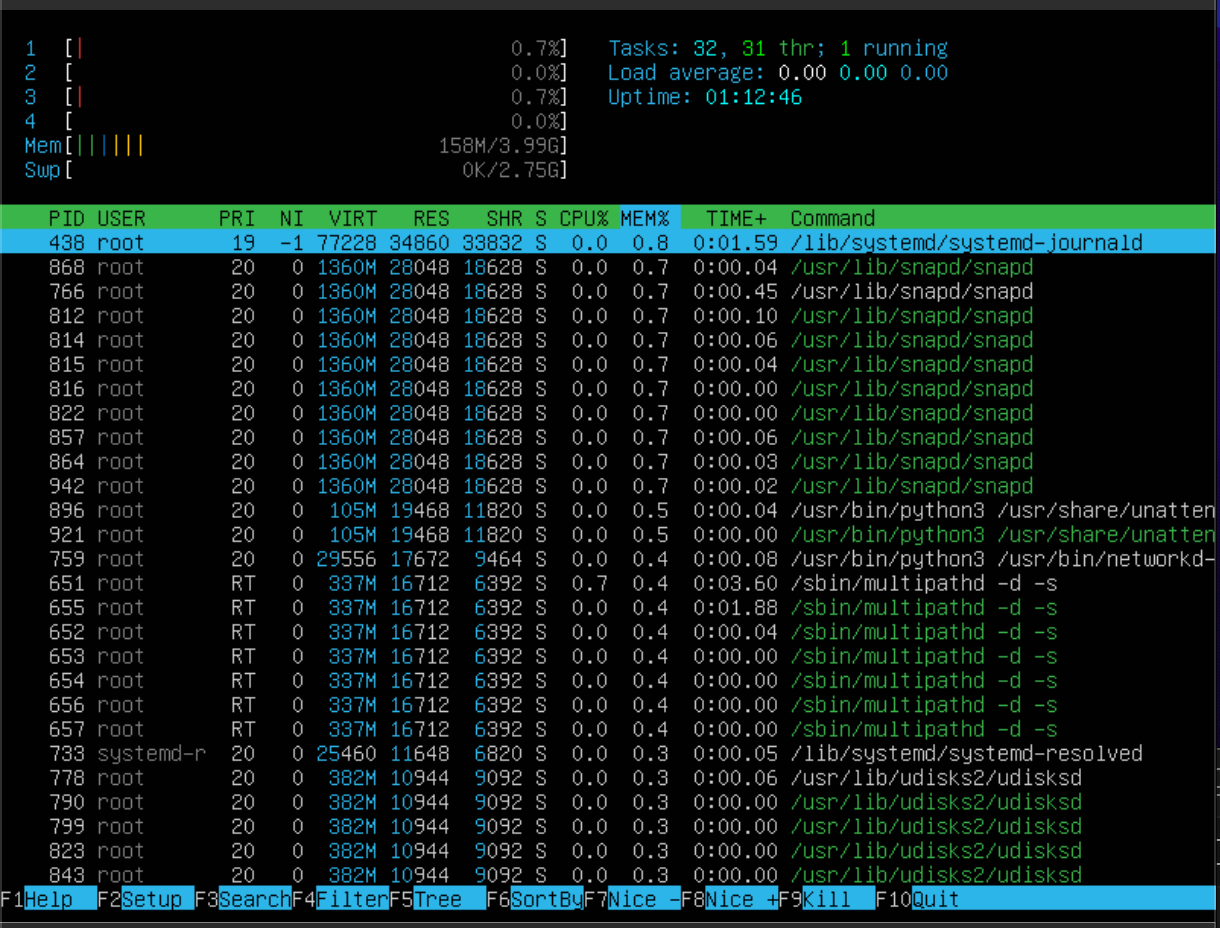 1 [| 0.7%] Tasks: 32, 31 thr; 1 running
2 [ 0.0%] Load average: 0.00 0.00 0.00
3 [| 0.7%] Uptime: 01:12:46
4 [ 0.0%]
Mem[|||||| 158M/3.99G]
Swp[ 0K/2.75G]
PID USER PRI NI VIRT RES SHR S CPU% MEM% TIME+ Command
438 root 19 -1 77228 34860 33832 S 0.0 0.8 0:01.59 /lib/systemd/systemd-journald
868 root 20 0 1360M 28048 18628 S 0.0 0.7 0:00.04 /usr/lib/snapd/snapd
766 root 20 0 1360M 28048 18628 S 0.0 0.7 0:00.45 /usr/lib/snapd/snapd
812 root 20 0 1360M 28048 18628 S 0.0 0.7 0:00.10 /usr/lib/snapd/snapd
814 root 20 0 1360M 28048 18628 S 0.0 0.7 0:00.06 /usr/lib/snapd/snapd
815 root 20 0 1360M 28048 18628 S 0.0 0.7 0:00.04 /usr/lib/snapd/snapd
816 root 20 0 1360M 28048 18628 S 0.0 0.7 0:00.00 /usr/lib/snapd/snapd
822 root 20 0 1360M 28048 18628 S 0.0 0.7 0:00.00 /usr/lib/snapd/snapd
857 root 20 0 1360M 28048 18628 S 0.0 0.7 0:00.06 /usr/lib/snapd/snapd
864 root 20 0 1360M 28048 18628 S 0.0 0.7 0:00.03 /usr/lib/snapd/snapd
942 root 20 0 1360M 28048 18628 S 0.0 0.7 0:00.02 /usr/lib/snapd/snapd
896 root 20 0 105M 19468 11820 S 0.0 0.5 0:00.04 /usr/bin/python3 /usr/share/unatten
921 root 20 0 105M 19468 11820 S 0.0 0.5 0:00.00 /usr/bin/python3 /usr/share/unatten
759 root 20 0 29556 17672 9464 S 0.0 0.4 0:00.08 /usr/bin/python3 /usr/bin/networkd-
651 root RT 0 337M 16712 6392 S 0.7 0.4 0:03.60 /sbin/multipathd -d -s
655 root RT 0 337M 16712 6392 S 0.0 0.4 0:01.88 /sbin/multipathd -d -s
652 root RT 0 337M 16712 6392 S 0.0 0.4 0:00.04 /sbin/multipathd -d -s
653 root RT 0 337M 16712 6392 S 0.0 0.4 0:00.00 /sbin/multipathd -d -s
654 root RT 0 337M 16712 6392 S 0.0 0.4 0:00.00 /sbin/multipathd -d -s
656 root RT 0 337M 16712 6392 S 0.0 0.4 0:00.00 /sbin/multipathd -d -s
657 root RT 0 337M 16712 6392 S 0.0 0.4 0:00.00 /sbin/multipathd -d -s
733 systemd-r 20 0 25460 11648 6820 S 0.0 0.3 0:00.05 /lib/systemd/systemd-resolved
778 root 20 0 382M 10944 9092 S 0.0 0.3 0:00.06 /usr/lib/udisks2/udisksd
790 root 20 0 382M 10944 9092 S 0.0 0.3 0:00.00 /usr/lib/udisks2/udisksd
799 root 20 0 382M 10944 9092 S 0.0 0.3 0:00.00 /usr/lib/udisks2/udisksd
823 root 20 0 382M 10944 9092 S 0.0 0.3 0:00.00 /usr/lib/udisks2/udisksd
843 root 20 0 382M 10944 9092 S 0.0 0.3 0:00.00 /usr/lib/udisks2/udisksd
F1Help F2Setup F3SearchF4FilterF5Tree F6SortByF7Nice -F8Nice +F9Kill F10Quit